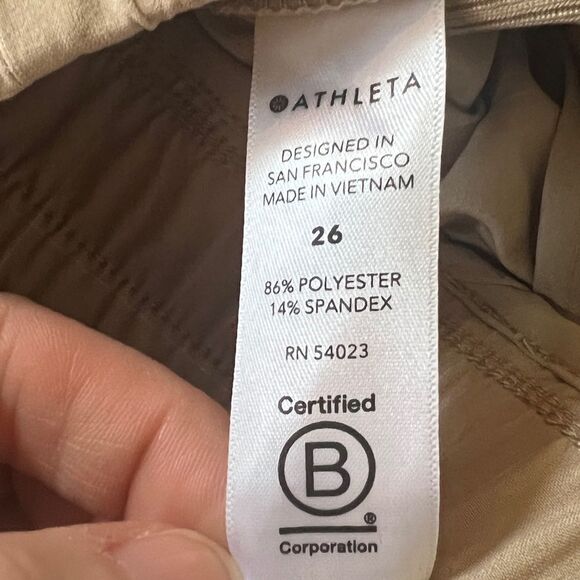 ATHLETA
DESIGNED IN
SAN FRANCISCO
MADE IN VIETNAM
26
86% POLYESTER
14% SPANDEX
RN 54023
Certified
B
®
Corporation